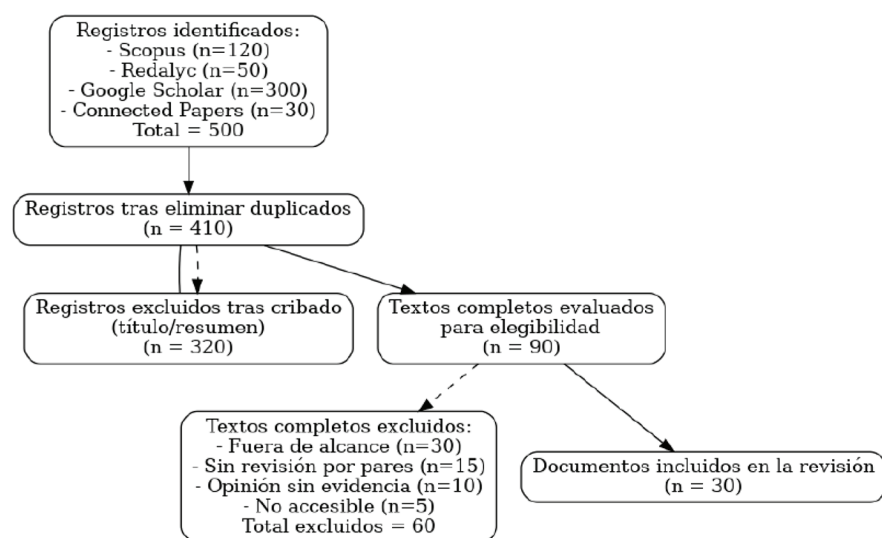 Registros identificados:
- Scopus (n=120)
- Redalyc (n=50)
- Google Scholar (n=300)
- Connected Papers (n=30)
Total = 500
Registros tras eliminar duplicados
(n = 410)
Registros excluidos tras cribado
(título/resumen)
(n = 320)
Textos completos evaluados
para elegibilidad
(n = 90)
Textos completos excluidos:
- Fuera de alcance (n=30)
- Sin revisión por pares (n=15)
- Opinión sin evidencia (n=10)
- No accesible (n=5)
Total excluidos = 60
Documentos incluidos en la revisión
(n = 30)